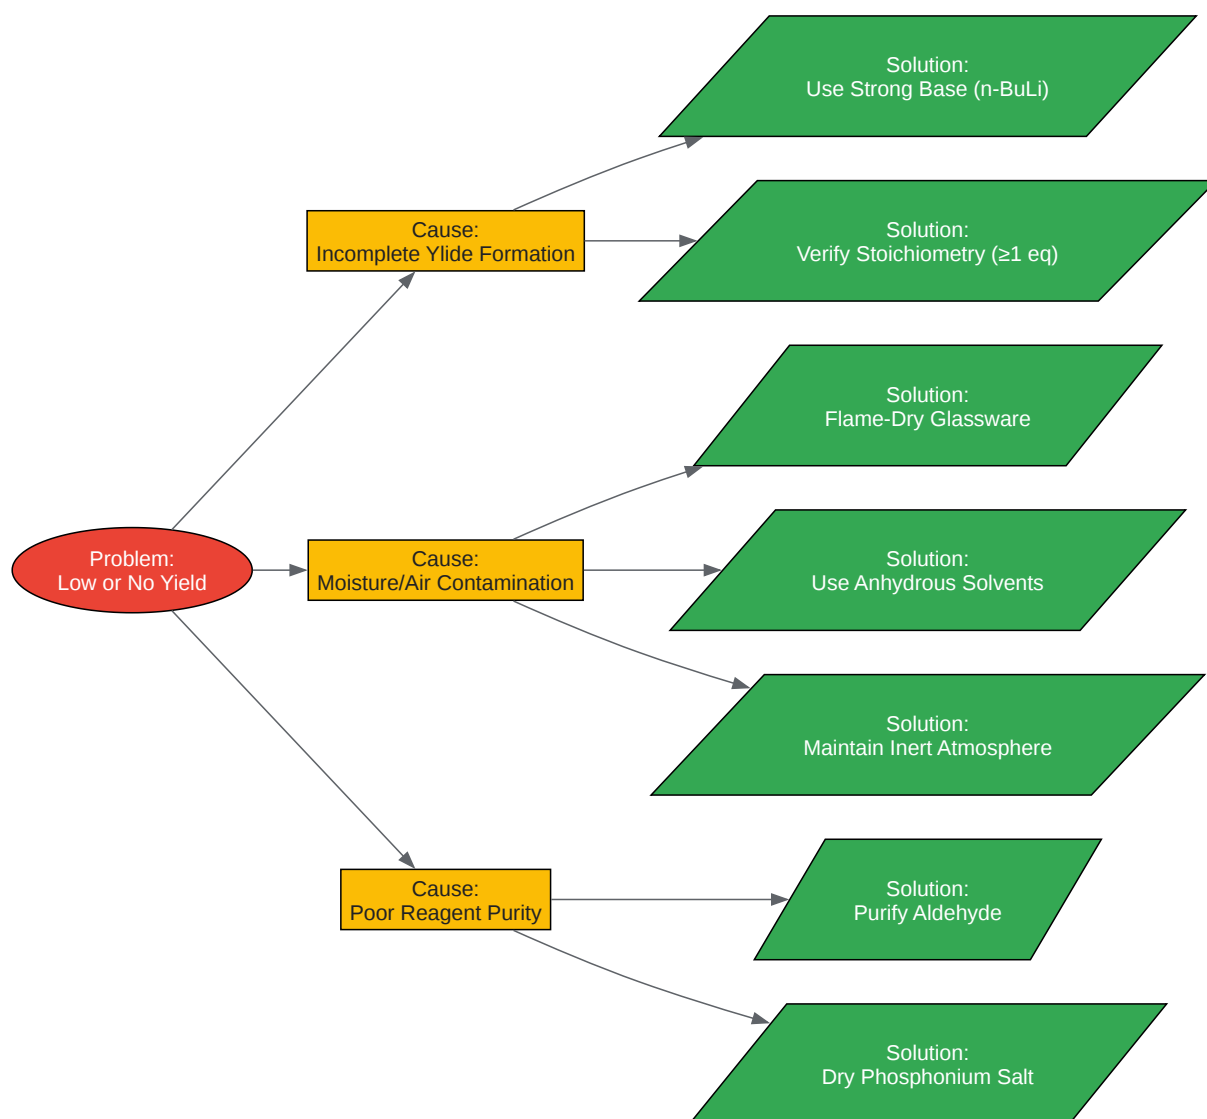 Solution:
Use Strong Base (n-BuLi)
Solution:
Verify Stoichiometry (≥1 eq)
Cause:
Incomplete Ylide Formation
Solution:
Flame-Dry Glassware
Problem:
Low or No Yield
Cause:
Moisture/Air Contamination
Solution:
Use Anhydrous Solvents
Solution:
Maintain Inert Atmosphere
Cause:
Poor Reagent Purity
Solution:
Purify Aldehyde
Solution:
Dry Phosphonium Salt